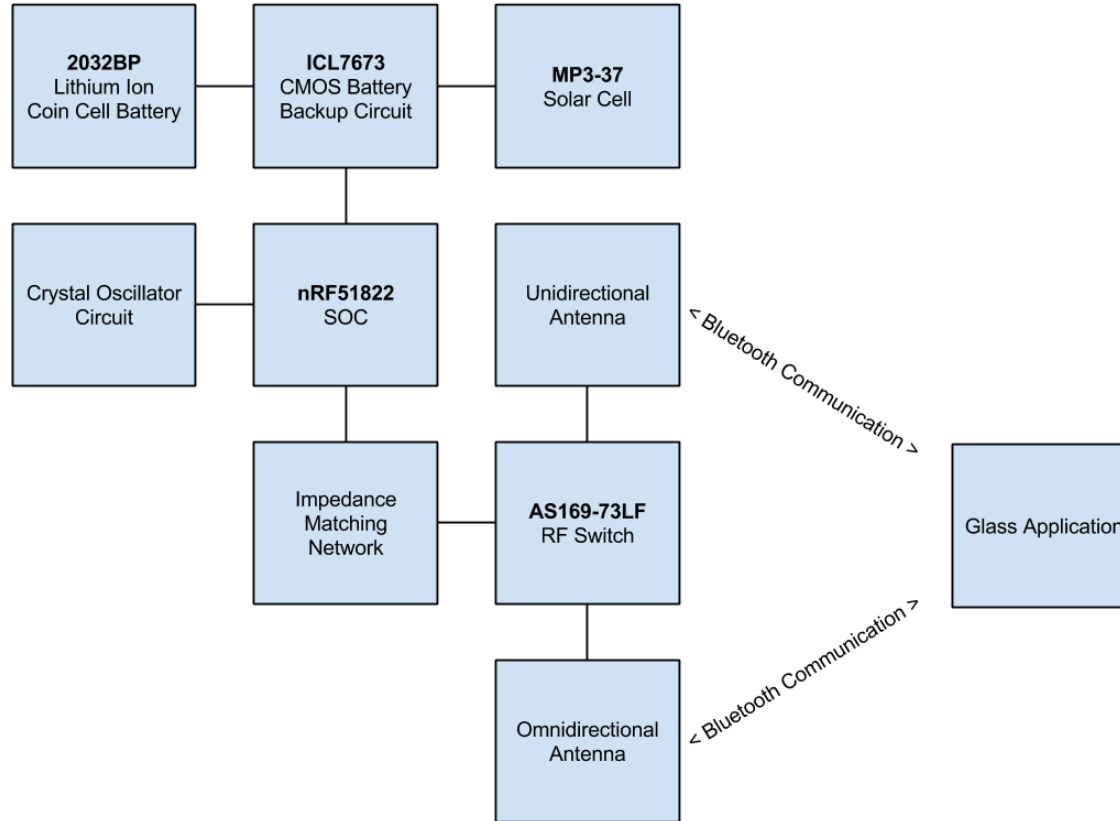 2032BP
Lithium Ion
Coin Cell Battery
ICL7673
CMOS Battery
Backup Circuit
MP3-37
Solar Cell
Crystal Oscillator
Circuit
nRF51822
SOC
Unidirectional
Antenna
< Bluetooth Communication >
Impedance
Matching
Network
AS169-73LF
RF Switch
Glass Application
Omnidirectional
Antenna
< Bluetooth Communication >